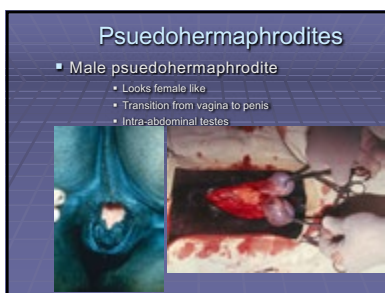 Psuedohermaphrodites
Male psuedohermaphrodite
Looks female like
Transition from vagina to penis
Intra-abdominal testes